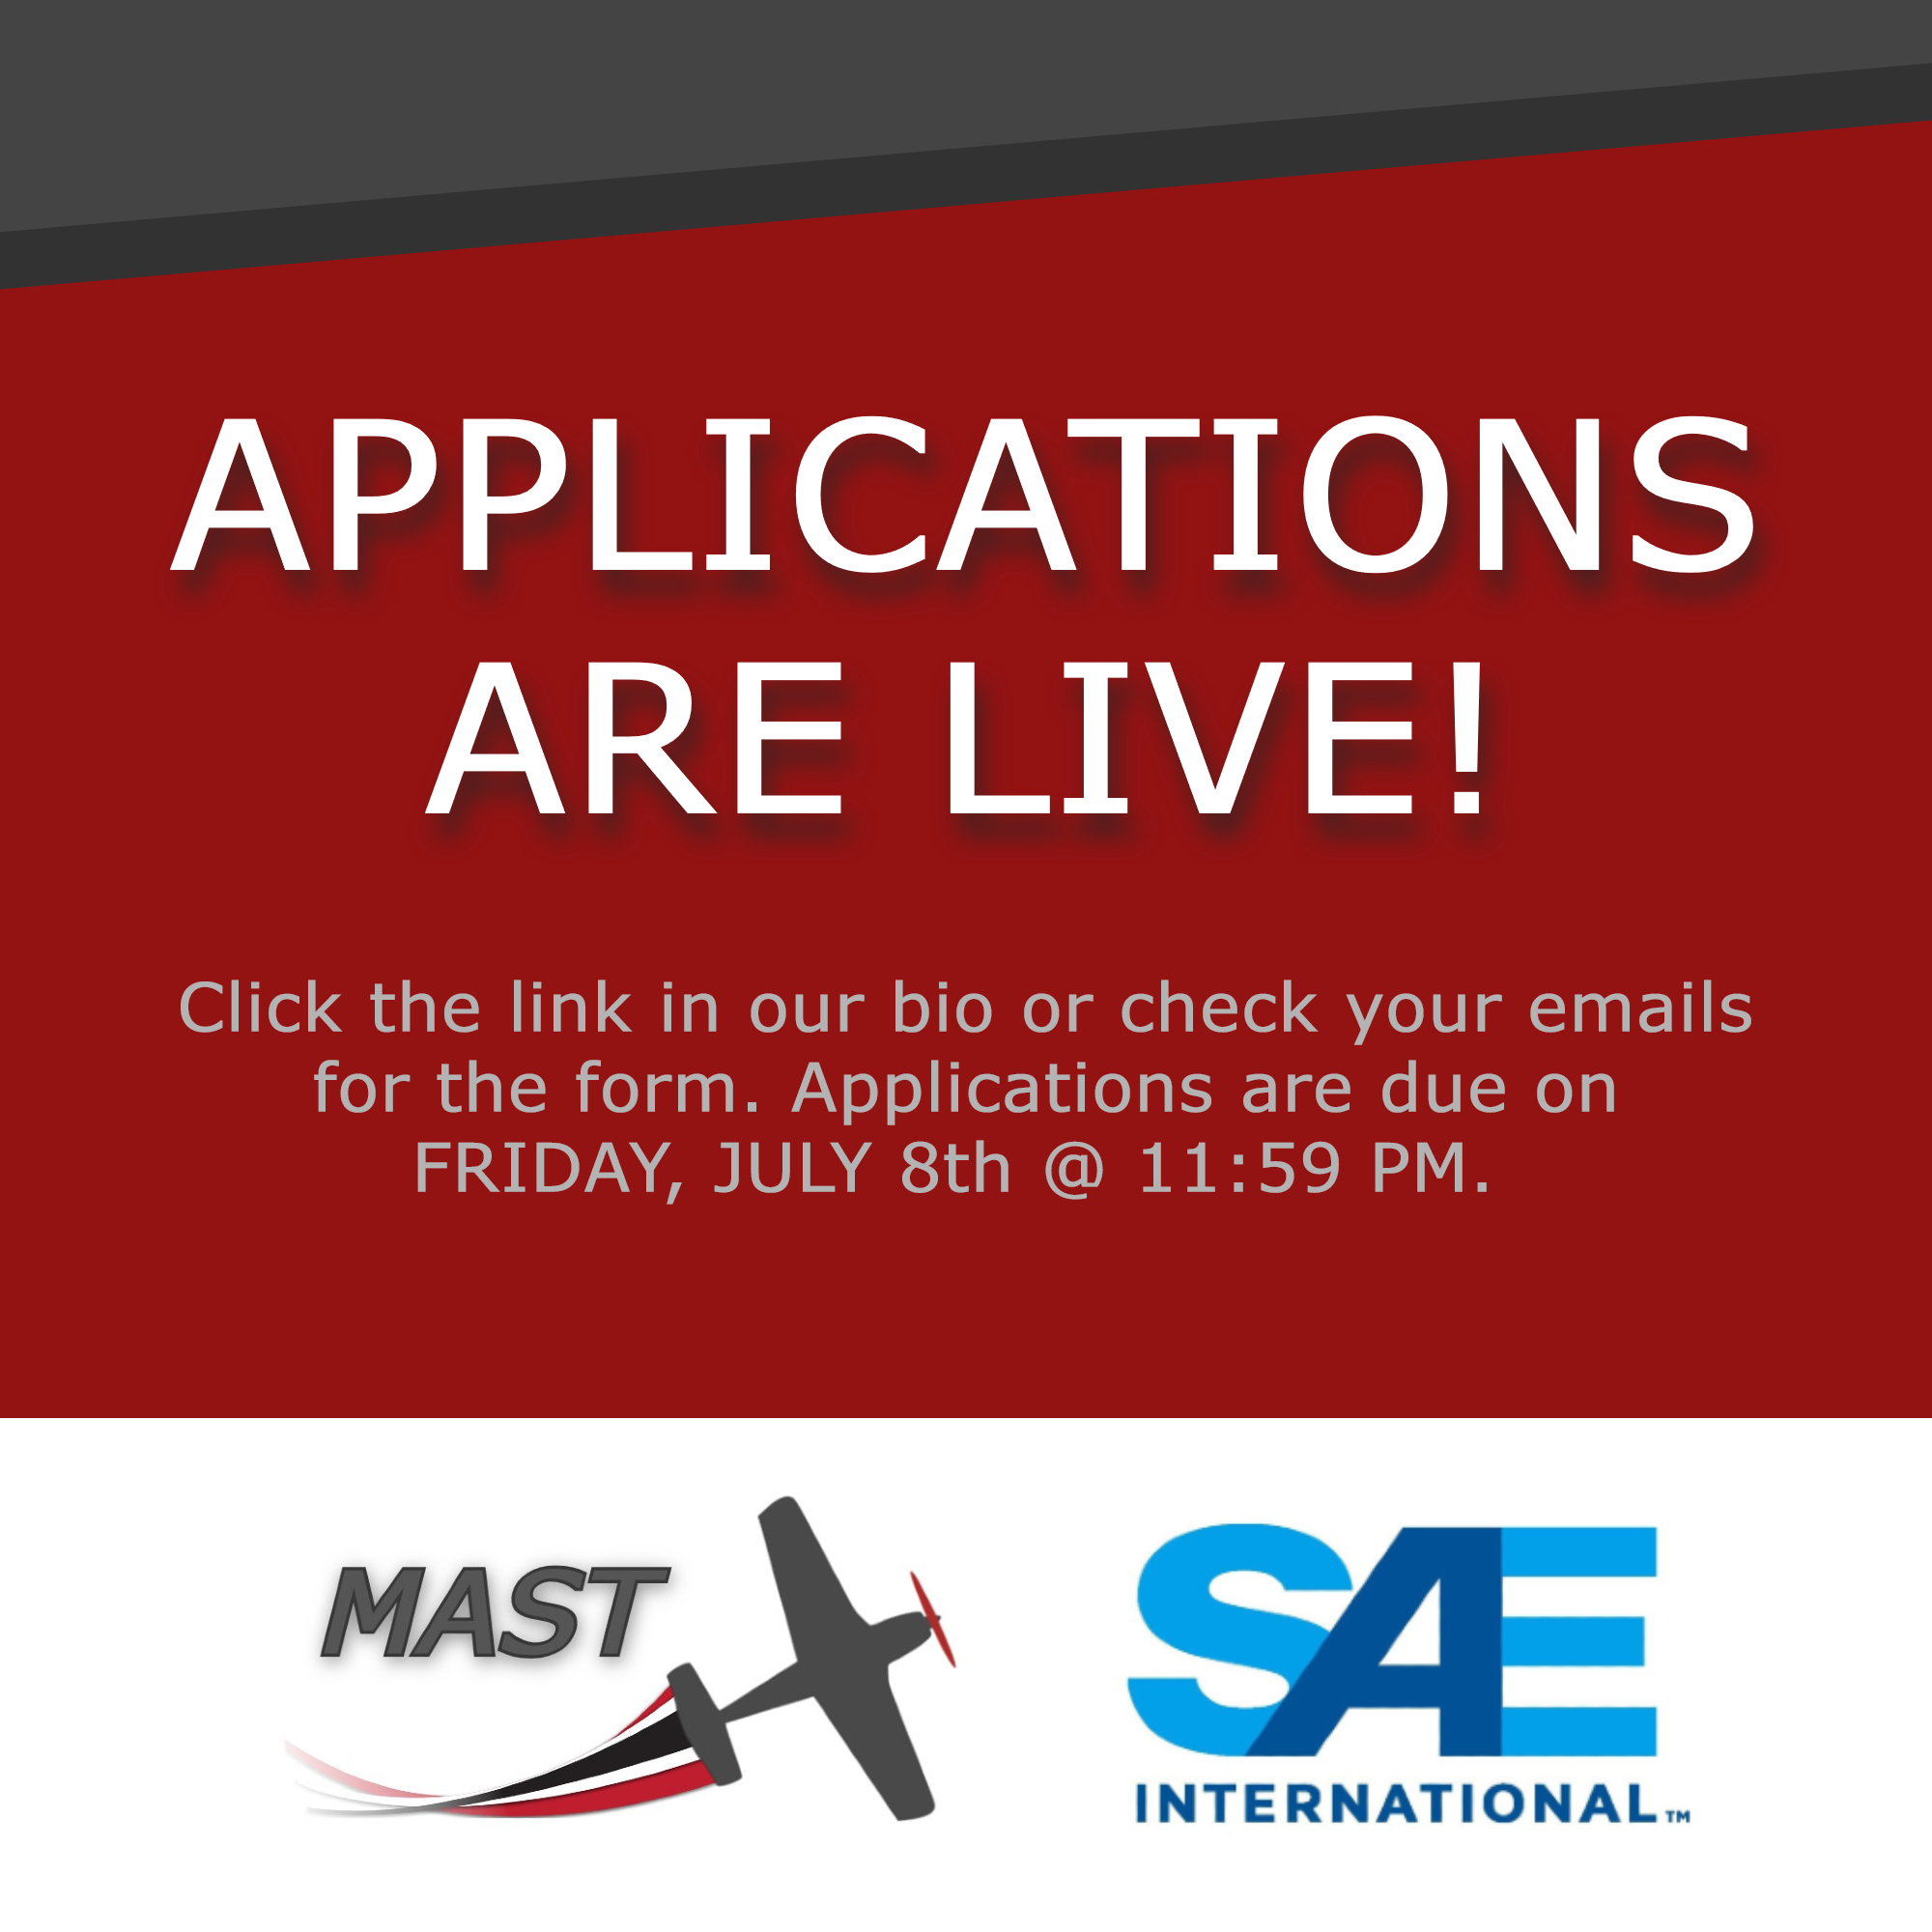 APPLICATIONS
ARE LIVE!
Click the link in our bio or check your emails
for the form. Applications are due on
FRIDAY, JULY 8th @ 11:59 PM.
MAST
SAE
INTERNATIONAL™